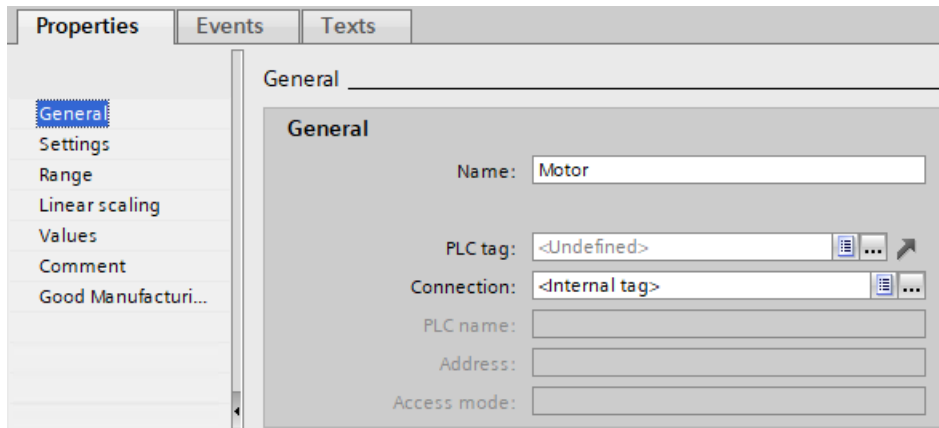 Properties Events Texts
General
General
Settings
Range
Linear scaling
Values
Comment
Good Manufacturi...
General
Name: Motor
PLC tag: <Undefined> ...
Connection: <Internal tag> ...
PLC name:
Address:
Access mode: